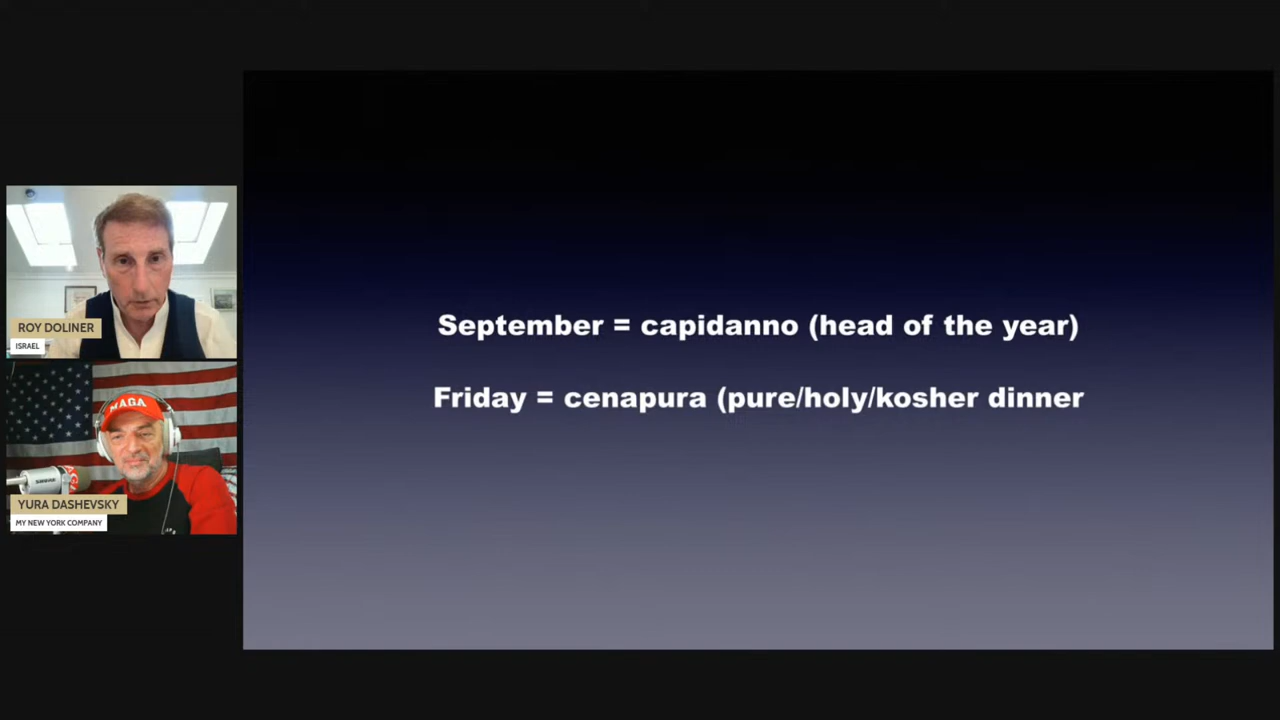 ROY DOLINER
ISRAEL
MAGA
YURA DASHEVSKY
MY NEW YORK COMPANY
September = capidanno (head of the year)
Friday = cenapura (pure/holy/kosher dinner